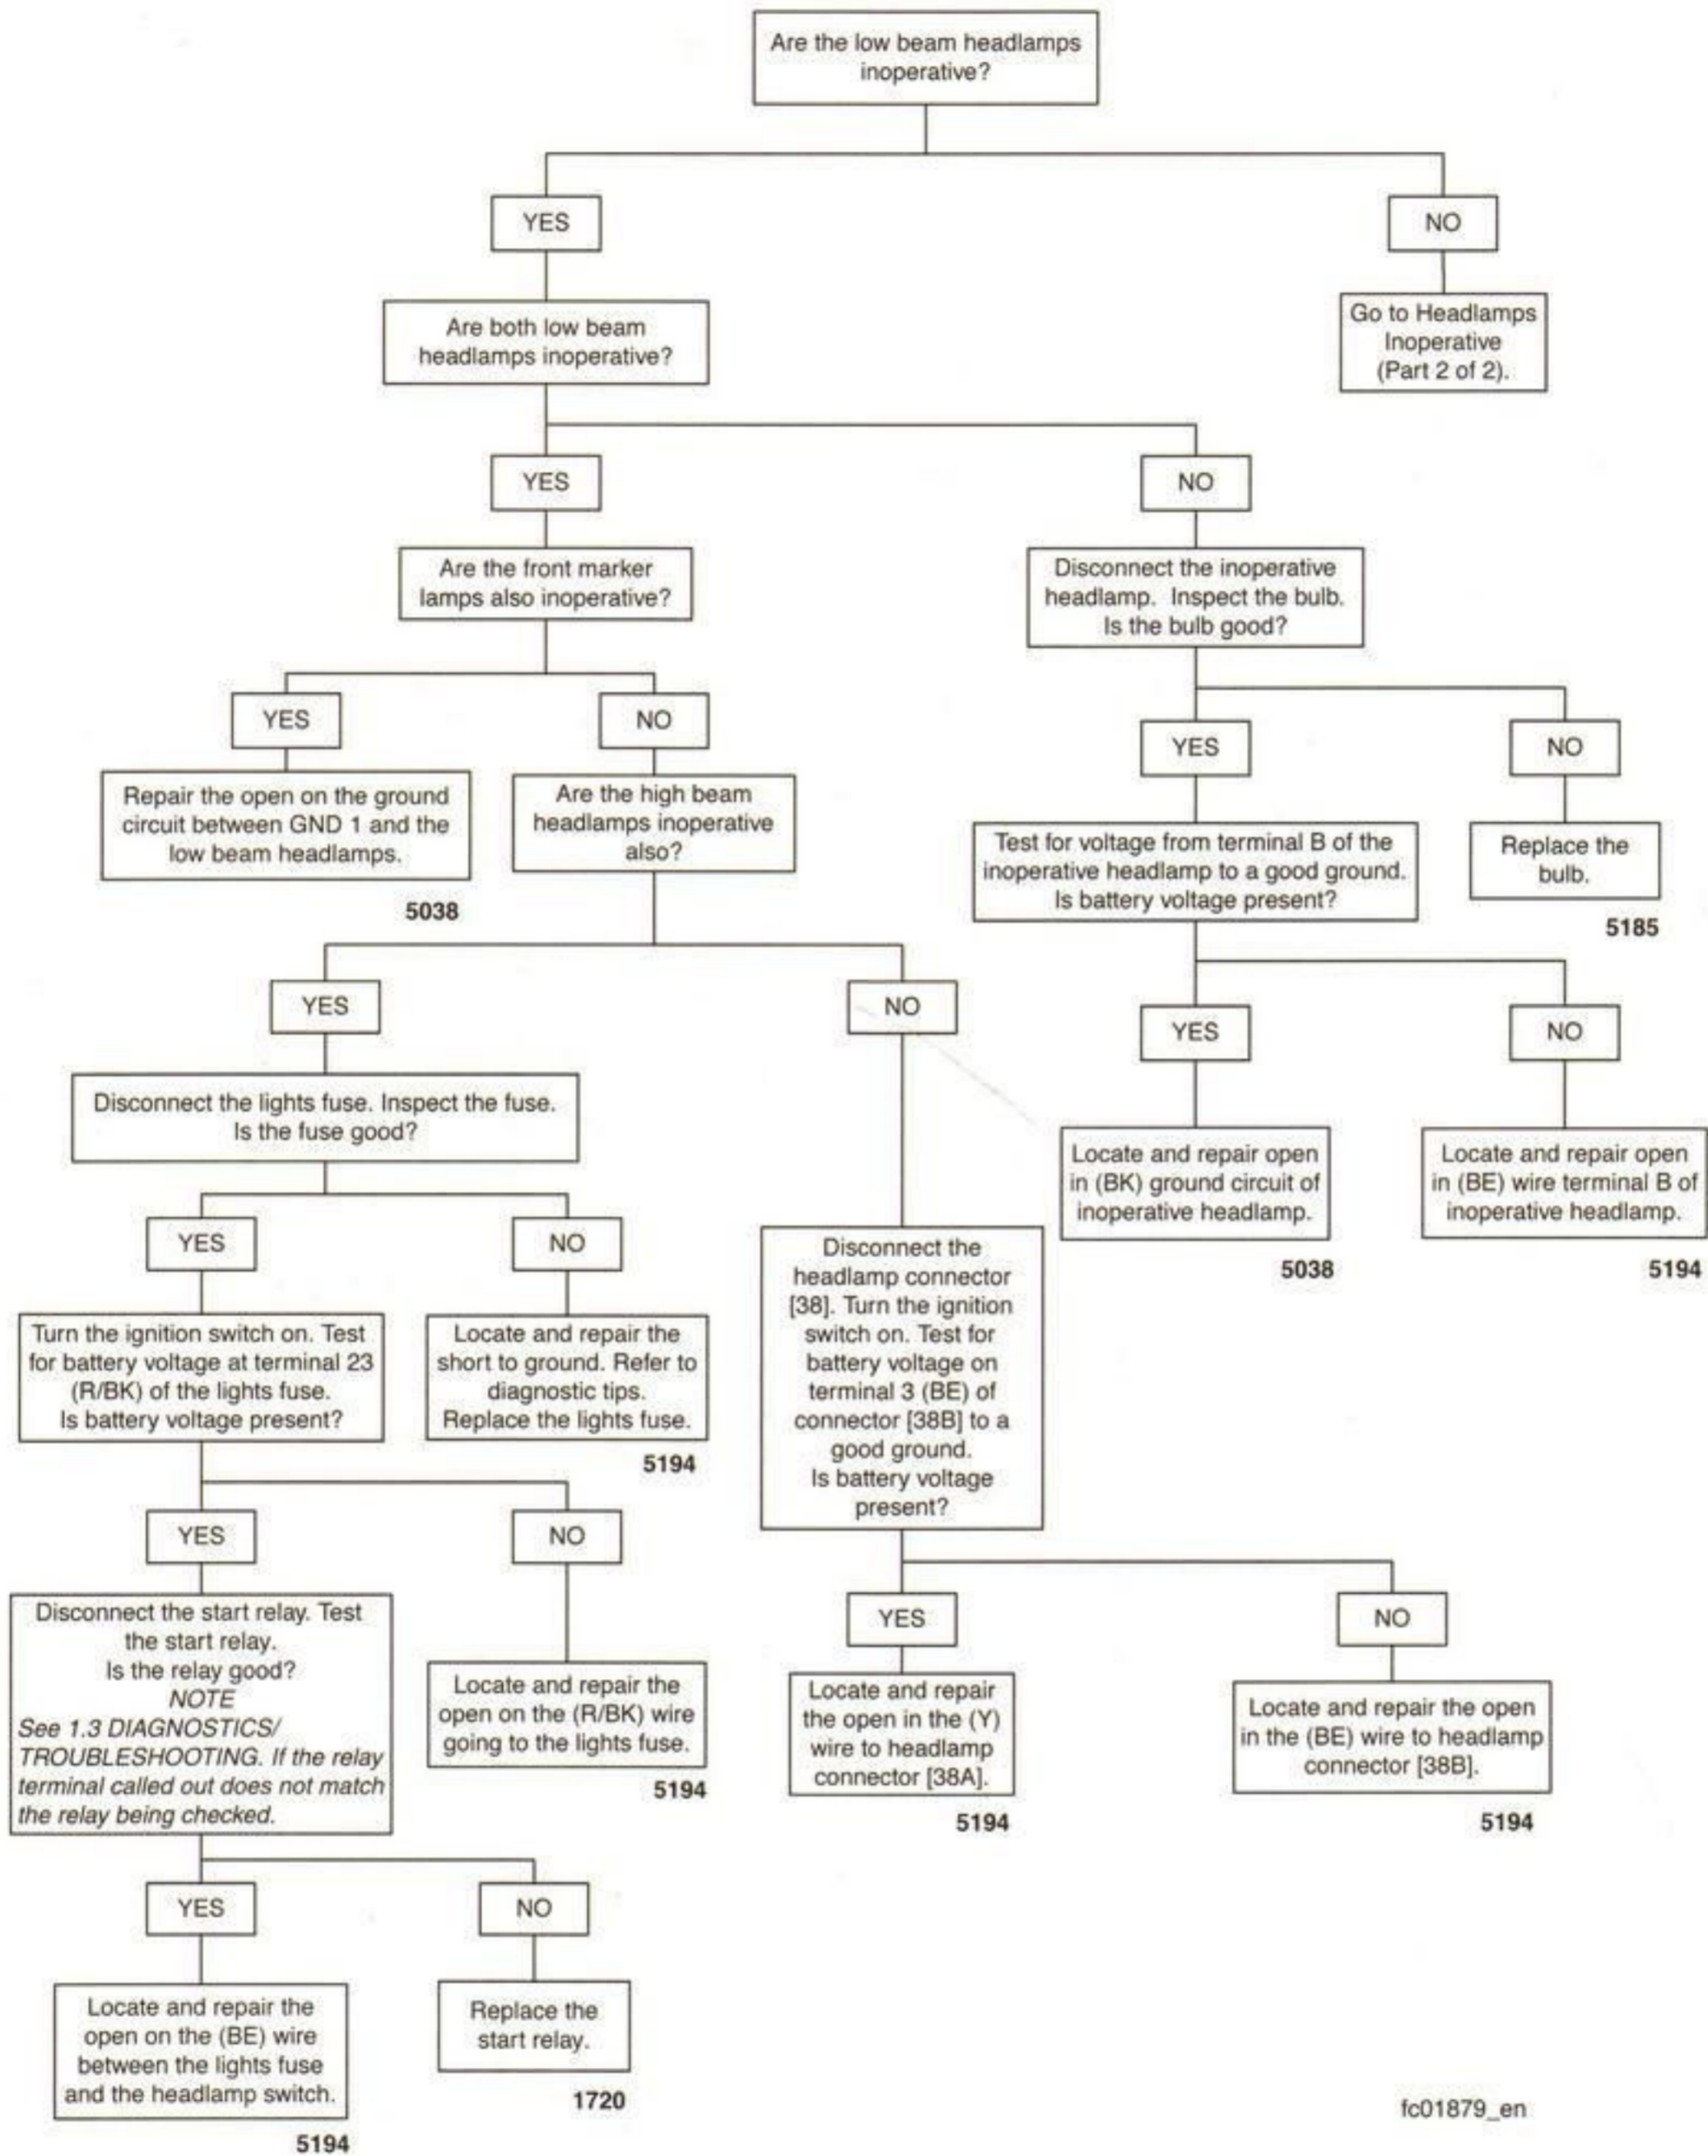 Are the low beam headlamps
inoperative?
YES
NO
Are both low beam
headlamps inoperative?
Go to Headlamps
Inoperative
(Part 2 of 2).
YES
NO
Are the front marker
lamps also inoperative?
Disconnect the inoperative
headlamp. Inspect the bulb.
Is the bulb good?
YES
NO
YES
NO
Repair the open on the ground
circuit between GND 1 and the
low beam headlamps.
5038
Are the high beam
headlamps inoperative
also?
Test for voltage from terminal B of the
inoperative headlamp to a good ground.
Is battery voltage present?
Replace the
bulb.
5185
YES
NO
YES
NO
Disconnect the lights fuse. Inspect the fuse.
Is the fuse good?
Locate and repair open
in (BK) ground circuit of
inoperative headlamp.
5038
Locate and repair open
in (BE) wire terminal B of
inoperative headlamp.
5194
YES
NO
Disconnect the
headlamp connector
[38]. Turn the ignition
switch on. Test for
battery voltage on
terminal 3 (BE) of
connector [38B] to a
good ground.
Is battery voltage
present?
Turn the ignition switch on. Test
for battery voltage at terminal 23
(R/BK) of the lights fuse.
Is battery voltage present?
Locate and repair the
short to ground. Refer to
diagnostic tips.
Replace the lights fuse.
5194
YES
NO
YES
NO
Disconnect the start relay. Test
the start relay.
Is the relay good?
NOTE
See 1.3 DIAGNOSTICS/
TROUBLESHOOTING. If the relay
terminal called out does not match
the relay being checked.
Locate and repair the
open on the (R/BK) wire
going to the lights fuse.
5194
Locate and repair
the open in the (Y)
wire to headlamp
connector [38A].
5194
Locate and repair the open
in the (BE) wire to headlamp
connector [38B].
5194
YES
NO
Locate and repair the
open on the (BE) wire
between the lights fuse
and the headlamp switch.
5194
Replace the
start relay.
1720
fc01879_en